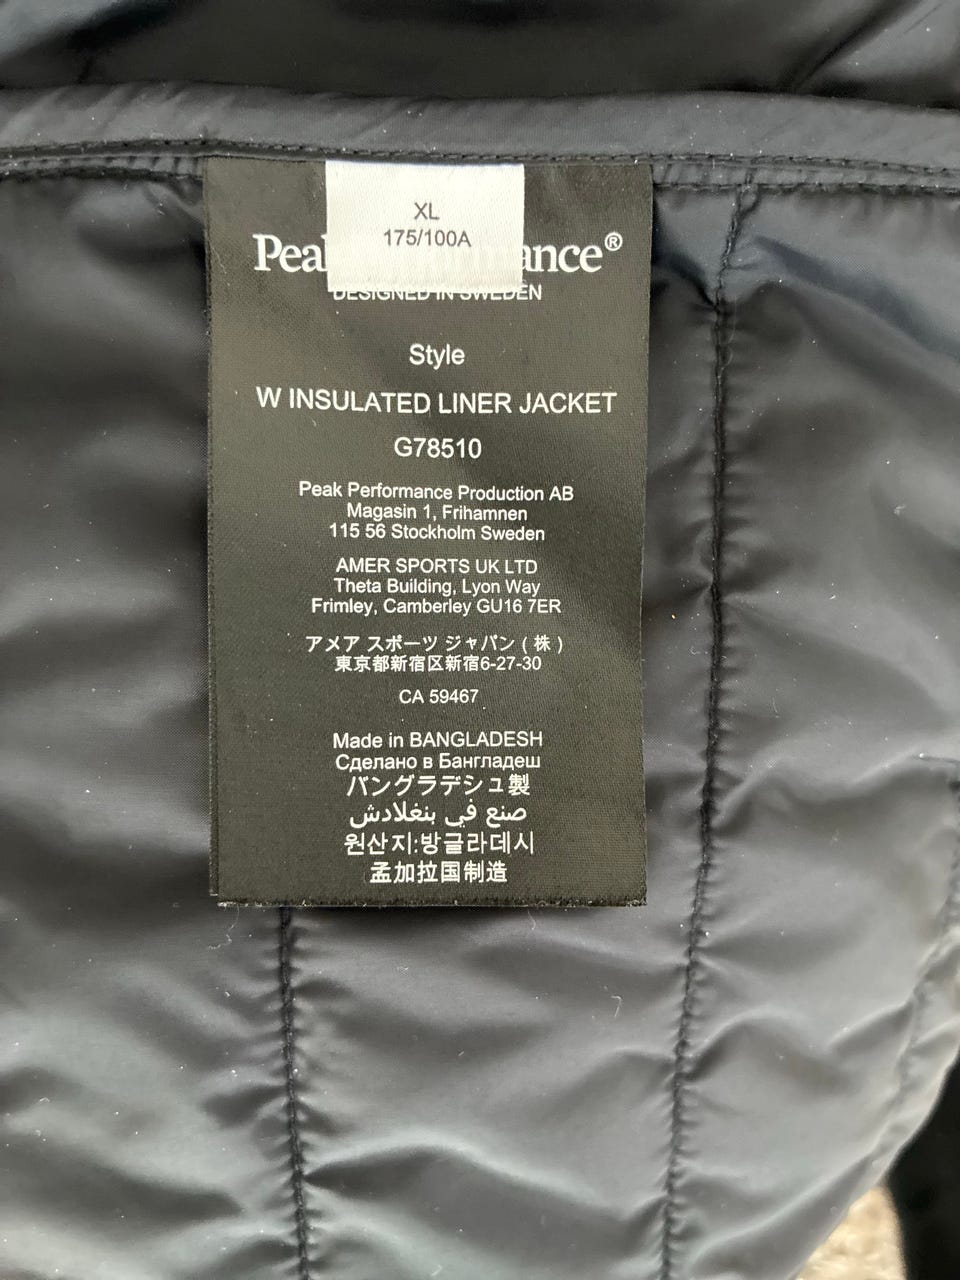 XL
175/100A
Pea ance®
DESIGNED IN SWEDEN
Style
W INSULATED LINER JACKET
G78510
Peak Performance Production AB
Magasin 1, Frihamnen
115 56 Stockholm Sweden
AMER SPORTS UK LTD
Theta Building, Lyon Way
Frimley, Camberley GU16 7ER
アメア スポーツ ジャパン ( 株 )
東京都新宿区新宿6-27-30
CA 59467
Made in BANGLADESH
Сделано в Бангладеш
バングラデシュ製
صنع في بنغلادش
원산지:방글라데시
孟加拉国制造